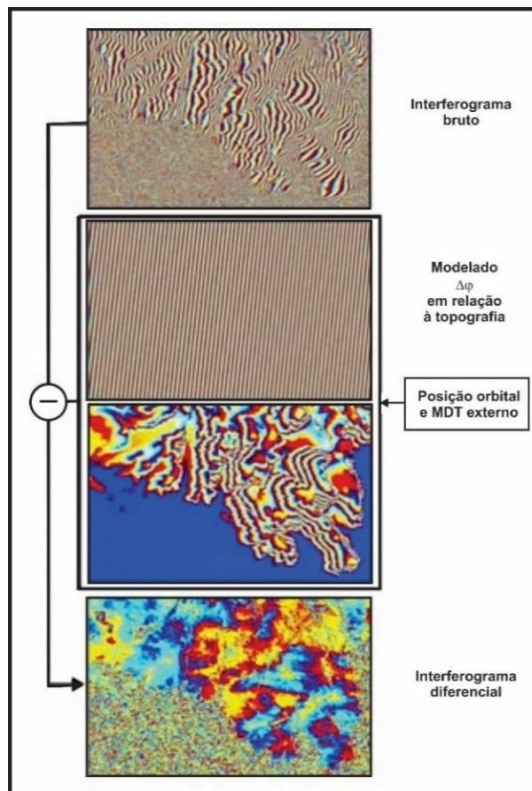 Interferograma
bruto
Modelado
Δφ
em relação
à topografia
Posição orbital
e MDT externo
Interferograma
diferencial